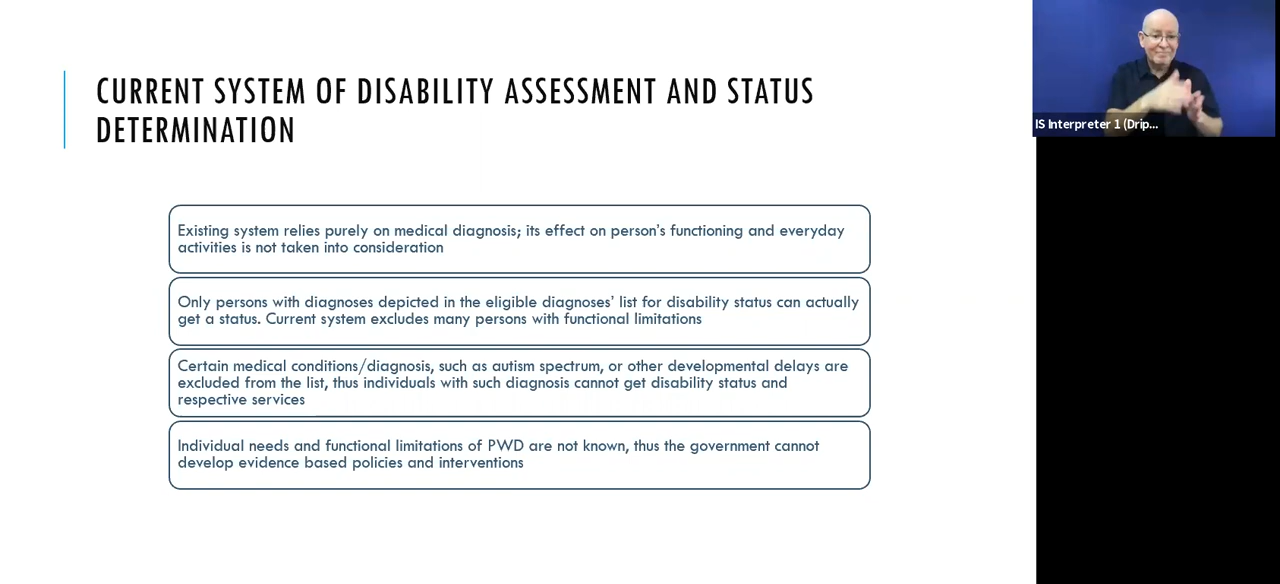 CURRENT SYSTEM OF DISABILITY ASSESSMENT AND STATUS
DETERMINATION
Existing system relies purely on medical diagnosis; its effect on person's functioning and everyday
activities is not taken into consideration
Only persons with diagnoses depicted in the eligible diagnoses' list for disability status can actually
get a status. Current system excludes many persons with functional limitations
Certain medical conditions/diagnosis, such as autism spectrum, or other developmental delays are
excluded from the list, thus individuals with such diagnosis cannot get disability status and
respective services
Individual needs and functional limitations of PWD are not known, thus the government cannot
develop evidence based policies and interventions
IS Interpreter 1 (Drip...